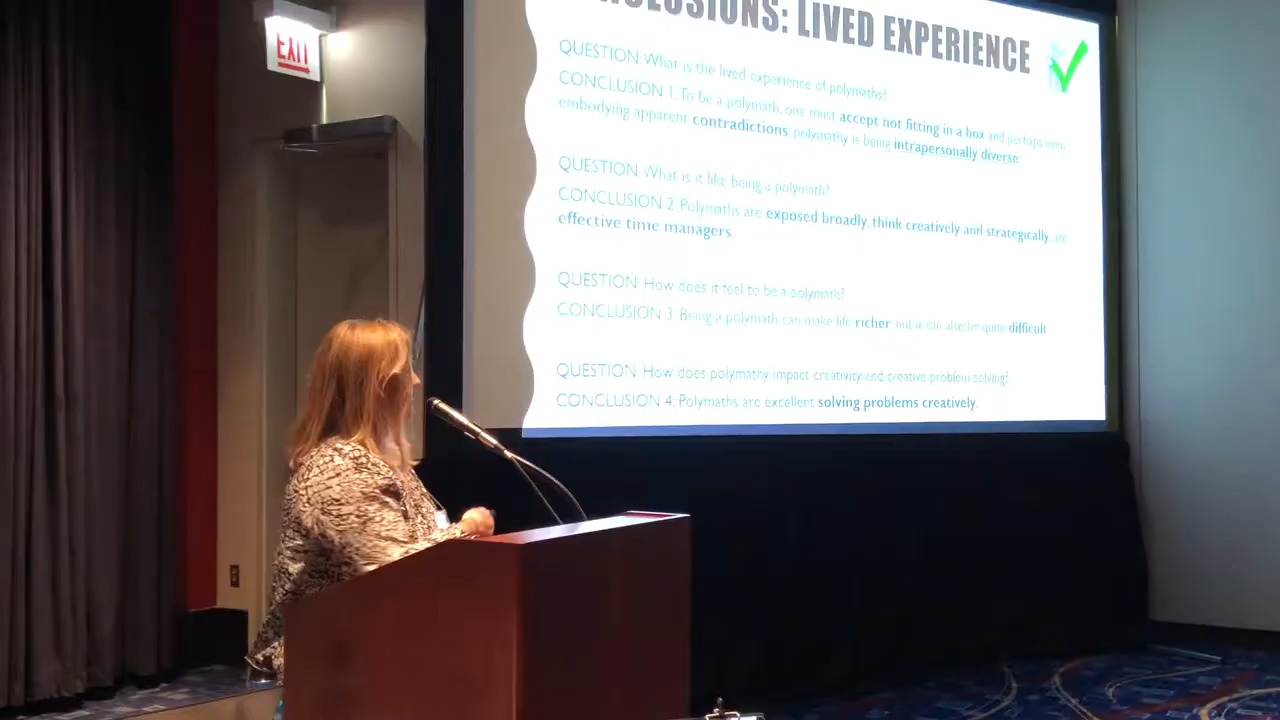 EXIT
CONCLUSIONS: LIVED EXPERIENCE
QUESTION: What is the lived experience of polymaths?
CONCLUSION 1. To be a polymath, one must accept not fitting in a box and perhaps even
embodying apparent contradictions; polymathy is being intrapersonally diverse
QUESTION: What is it like being a polymath?
CONCLUSION 2: Polymaths are exposed broadly, think creatively and strategically, are
effective time managers.
QUESTION: How does it feel to be a polymath?
CONCLUSION 3. Being a polymath can make life richer, but it can also be quite difficult
QUESTION: How does polymathy impact creativity and creative problem solving?
CONCLUSION 4: Polymaths are excellent solving problems creatively.